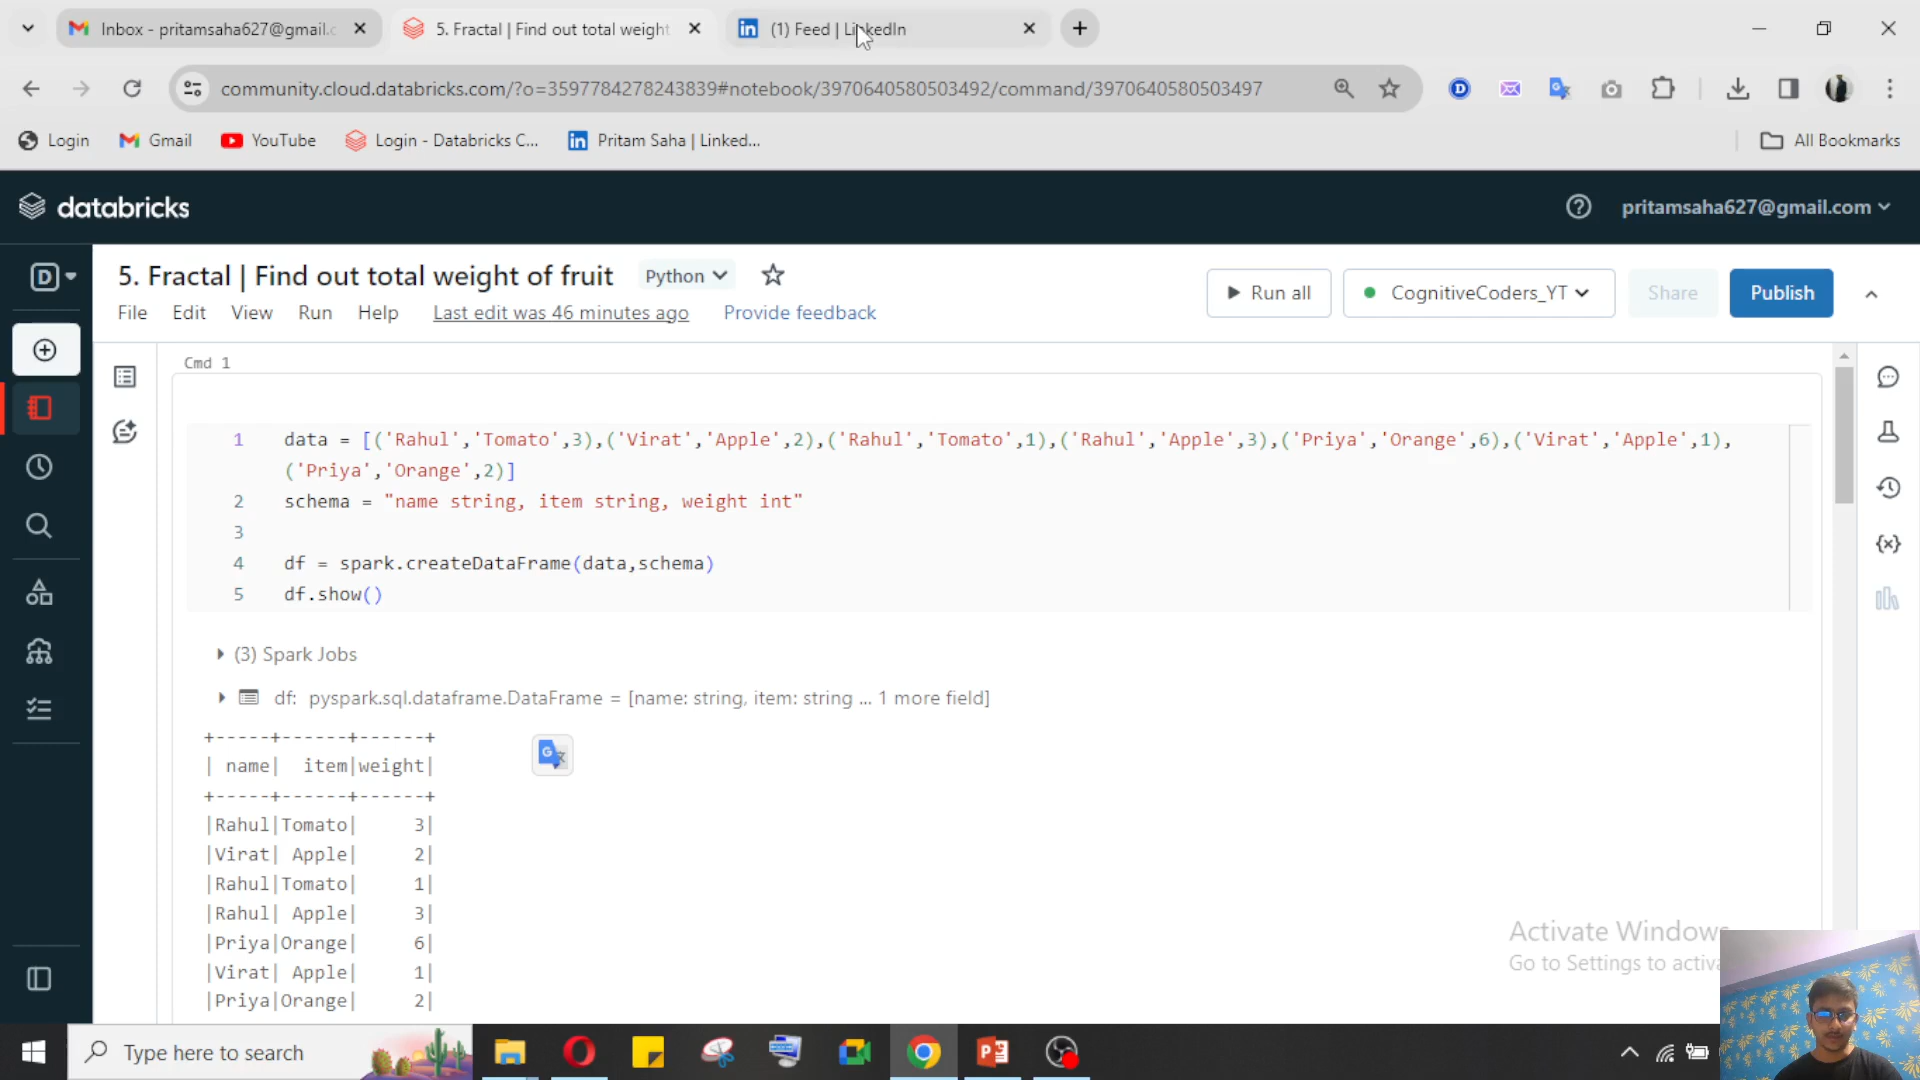 Inbox - pritamsaha627@gmail.c
5. Fractal | Find out total weight
(1) Feed | LinkedIn
community.cloud.databricks.com/?o=3597784278243839#notebook/3970640580503492/command/3970640580503497
Login
Gmail
YouTube
Login - Databricks C...
Pritam Saha | Linked...
All Bookmarks
databricks
pritamsaha627@gmail.com
5. Fractal | Find out total weight of fruit
Python
File Edit View Run Help Last edit was 46 minutes ago Provide feedback
Run all
CognitiveCoders_YT
Share
Publish
Cmd 1
1 data = [('Rahul','Tomato',3),('Virat','Apple',2),('Rahul','Tomato',1),('Rahul','Apple',3),('Priya','Orange',6),('Virat','Apple',1),
('Priya','Orange',2)]
2 schema = "name string, item string, weight int"
3
4 df = spark.createDataFrame(data,schema)
5 df.show()
(3) Spark Jobs
df: pyspark.sql.dataframe.DataFrame = [name: string, item: string ... 1 more field]
+-----+------+------+
| name|  item|weight|
+-----+------+------+
|Rahul|Tomato|     3|
|Virat| Apple|     2|
|Rahul|Tomato|     1|
|Rahul| Apple|     3|
|Priya|Orange|     6|
|Virat| Apple|     1|
|Priya|Orange|     2|
Activate Windows
Go to Settings to activa
Type here to search